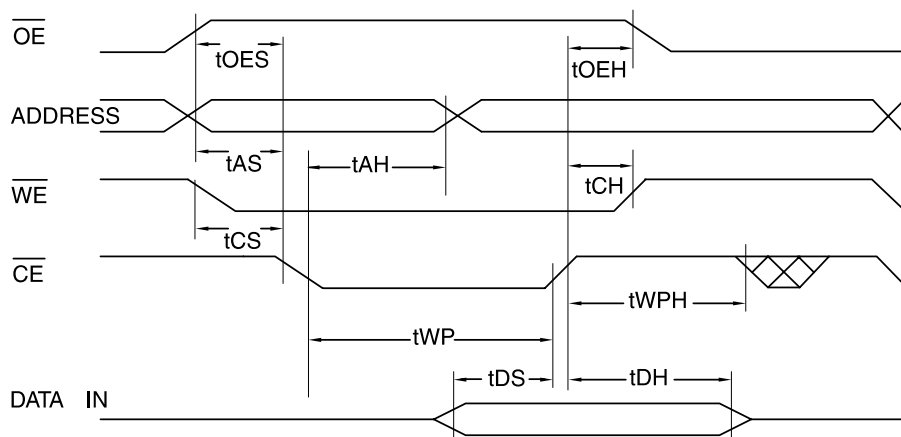 OE
tOES
tOEH
ADDRESS
tAS
tAH
tCH
WE
tCS
CE
tWPH
tWP
tDS
tDH
DATA IN